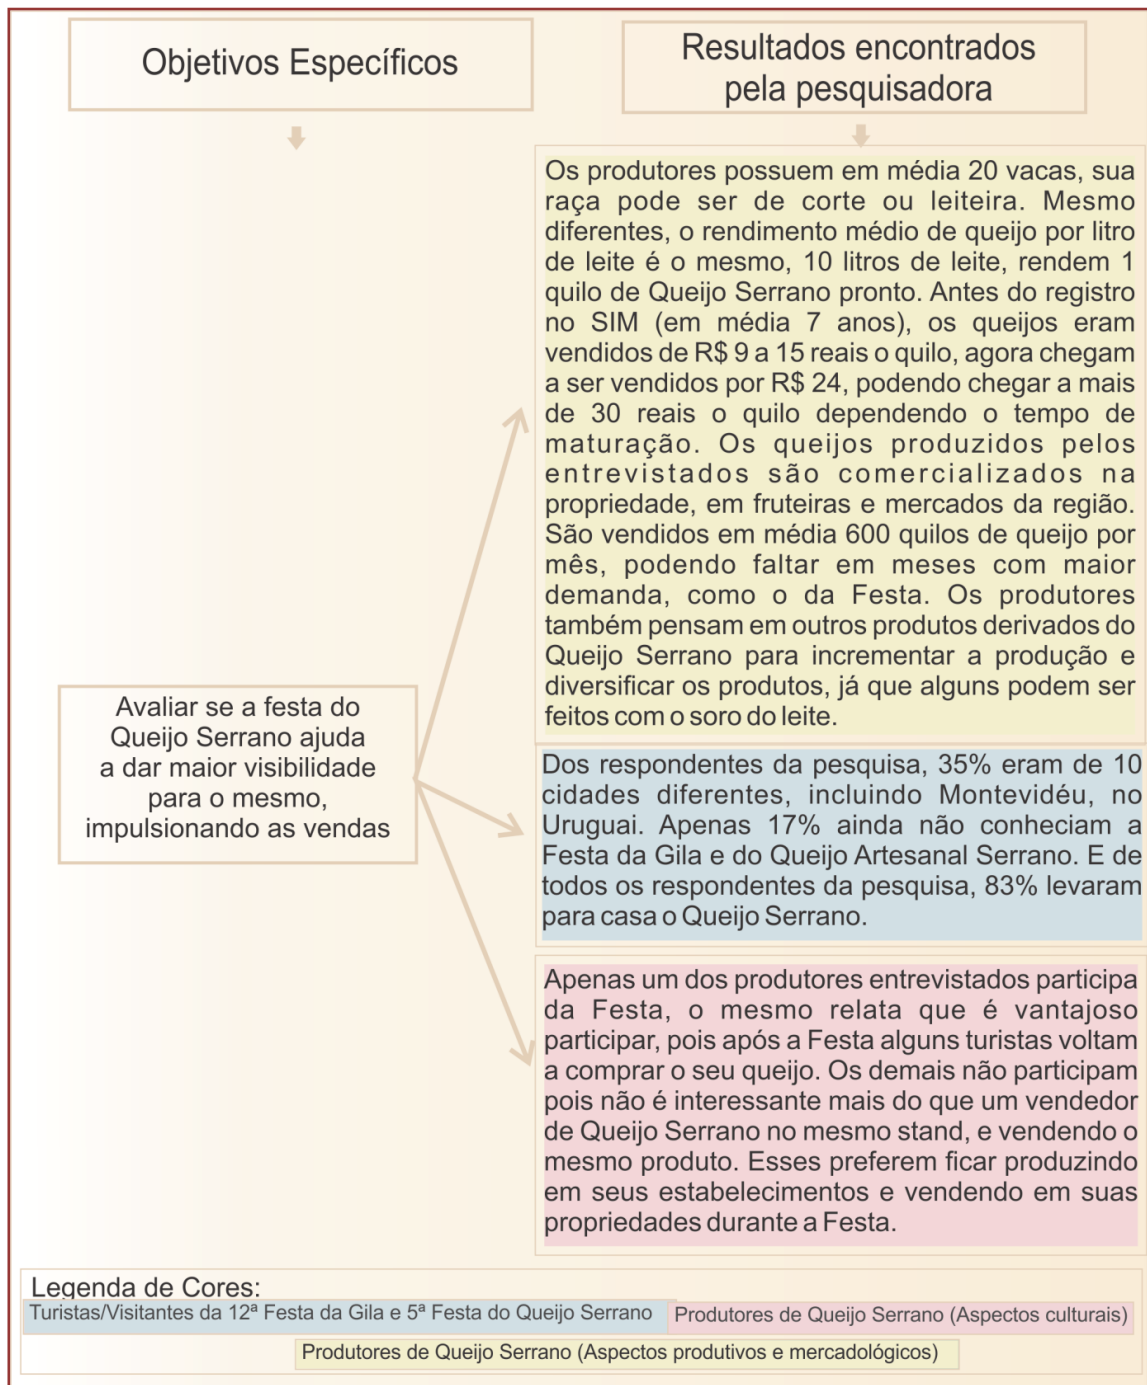 Objetivos Específicos
Resultados encontrados
pela pesquisadora
Os produtores possuem em média 20 vacas, sua
raça pode ser de corte ou leiteira. Mesmo
diferentes, o rendimento médio de queijo por litro
de leite é o mesmo, 10 litros de leite, rendem 1
quilo de Queijo Serrano pronto. Antes do registro
no SIM (em média 7 anos), os queijos eram
vendidos de R$ 9 a 15 reais o quilo, agora chegam
a ser vendidos por R$ 24, podendo chegar a mais
de 30 reais o quilo dependendo o tempo de
maturação. Os queijos produzidos pelos
entrevistados são comercializados na
propriedade, em fruteiras e mercados da região.
São vendidos em média 600 quilos de queijo por
mês, podendo faltar em meses com maior
demanda, como o da Festa. Os produtores
também pensam em outros produtos derivados do
Queijo Serrano para incrementar a produção e
diversificar os produtos, já que alguns podem ser
feitos com o soro do leite.
Avaliar se a festa do
Queijo Serrano ajuda
a dar maior visibilidade
para o mesmo,
impulsionando as vendas
Dos respondentes da pesquisa, 35% eram de 10
cidades diferentes, incluindo Montevidéu, no
Uruguai. Apenas 17% ainda não conheciam a
Festa da Gila e do Queijo Artesanal Serrano. E de
todos os respondentes da pesquisa, 83% levaram
para casa o Queijo Serrano.
Apenas um dos produtores entrevistados participa
da Festa, o mesmo relata que é vantajoso
participar, pois após a Festa alguns turistas voltam
a comprar o seu queijo. Os demais não participam
pois não é interessante mais do que um vendedor
de Queijo Serrano no mesmo stand, e vendendo o
mesmo produto. Esses preferem ficar produzindo
em seus estabelecimentos e vendendo em suas
propriedades durante a Festa.
Legenda de Cores:
Turistas/Visitantes da 12ª Festa da Gila e 5ª Festa do Queijo Serrano
Produtores de Queijo Serrano (Aspectos culturais)
Produtores de Queijo Serrano (Aspectos produtivos e mercadológicos)